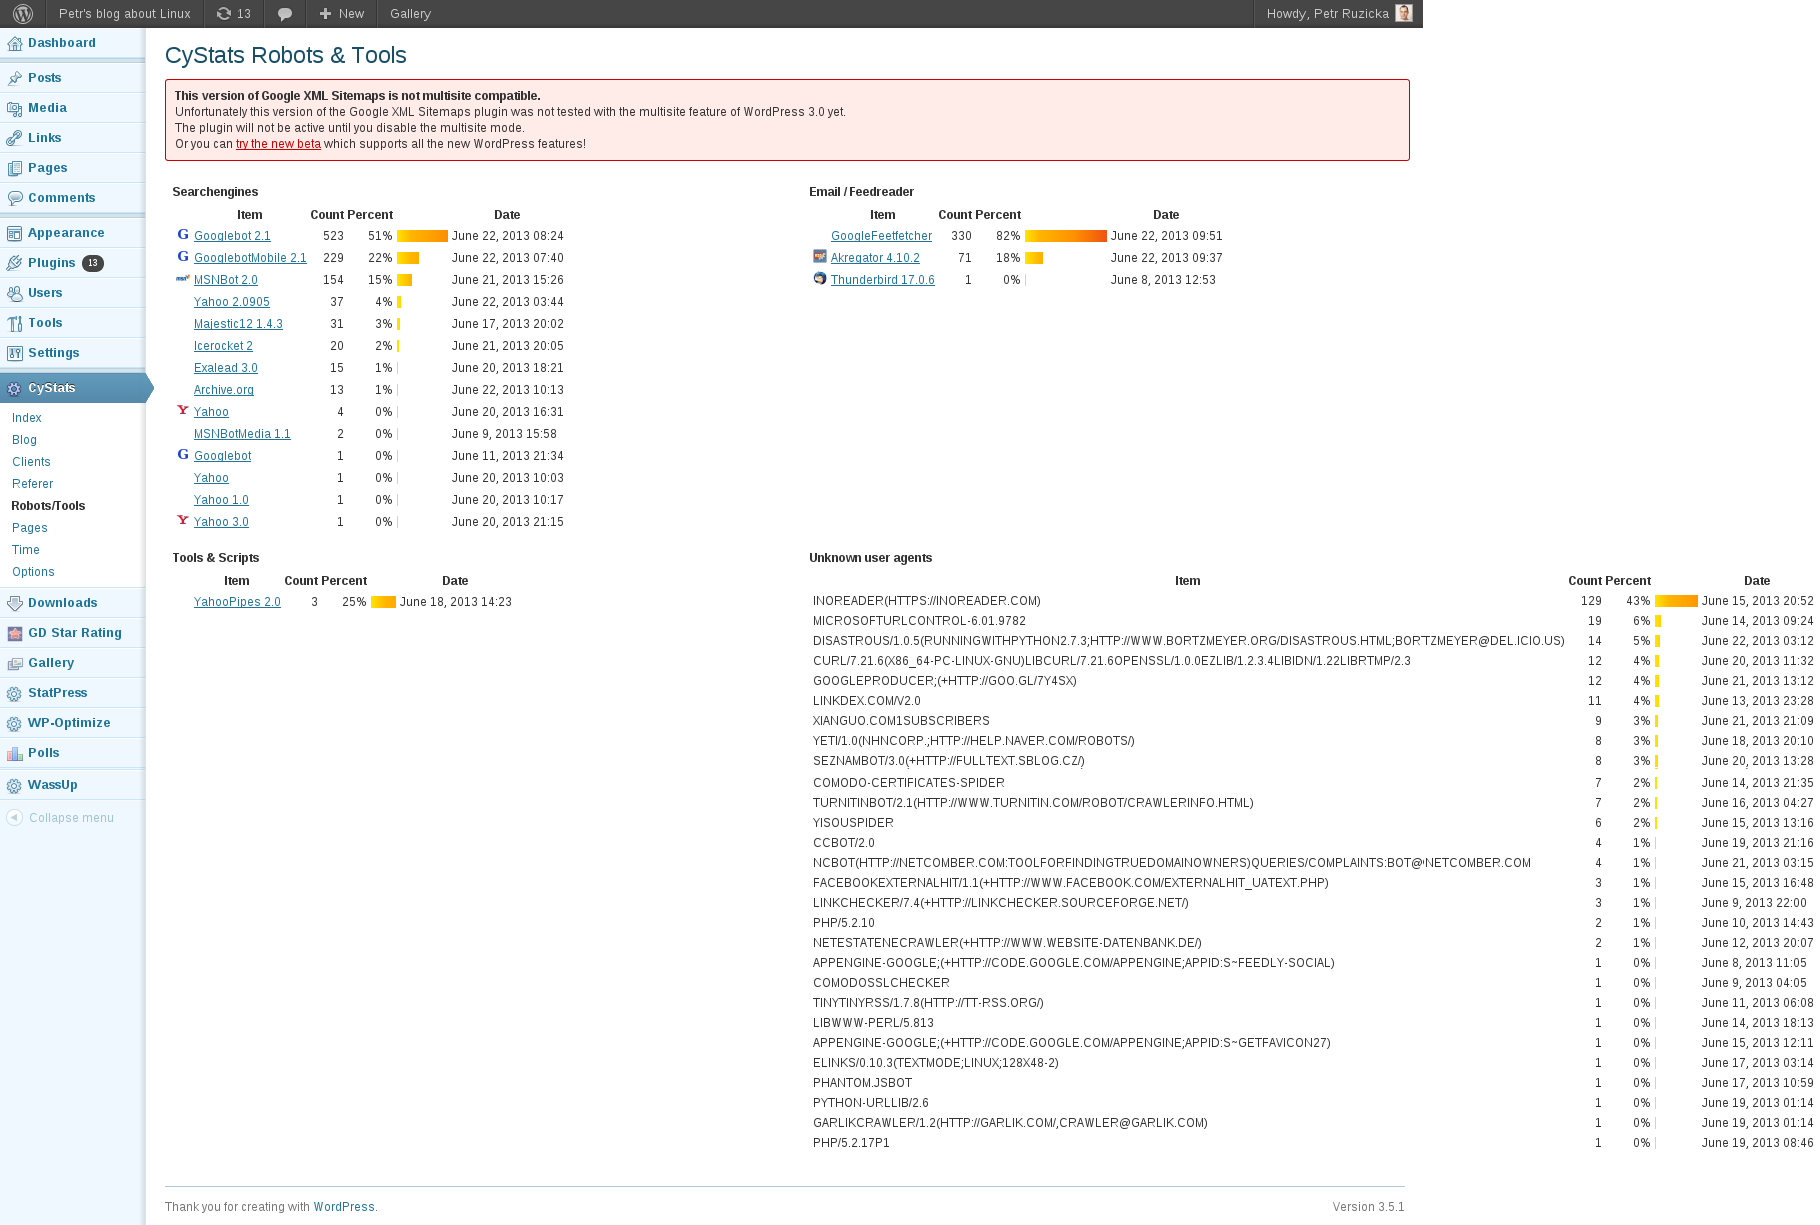 Petr's blog about Linux 13 New Gallery Howdy, Petr Ruzicka
Dashboard
Posts
Media
Links
Pages
Comments
Appearance
Plugins 13
Users
Tools
Settings
CyStats
Index
Blog
Clients
Referer
Robots/Tools
Pages
Time
Options
Downloads
GD Star Rating
Gallery
StatPress
WP-Optimize
Polls
WassUp
Collapse menu
CyStats Robots & Tools
This version of Google XML Sitemaps is not multisite compatible.
Unfortunately this version of the Google XML Sitemaps plugin was not tested with the multisite feature of WordPress 3.0 yet.
The plugin will not be active until you disable the multisite mode.
Or you can try the new beta which supports all the new WordPress features!
Searchengines
Item Count Percent Date
G Googlebot 2.1 523 51% June 22, 2013 08:24
G GooglebotMobile 2.1 229 22% June 22, 2013 07:40
MSNBot 2.0 154 15% June 21, 2013 15:26
Yahoo 2.0905 37 4% June 22, 2013 03:44
Majestic12 1.4.3 31 3% June 17, 2013 20:02
Icerocket 2 20 2% June 21, 2013 20:05
Exalead 3.0 15 1% June 20, 2013 18:21
Archive.org 13 1% June 22, 2013 10:13
Y Yahoo 4 0% June 20, 2013 16:31
MSNBotMedia 1.1 2 0% June 9, 2013 15:58
G Googlebot 1 0% June 11, 2013 21:34
Yahoo 1 0% June 20, 2013 10:03
Yahoo 1.0 1 0% June 20, 2013 10:17
Y Yahoo 3.0 1 0% June 20, 2013 21:15
Email / Feedreader
Item Count Percent Date
GoogleFeetfetcher 330 82% June 22, 2013 09:51
Akregator 4.10.2 71 18% June 22, 2013 09:37
Thunderbird 17.0.6 1 0% June 8, 2013 12:53
Tools & Scripts
Item Count Percent Date
YahooPipes 2.0 3 25% June 18, 2013 14:23
Unknown user agents
Item Count Percent Date
INOREADER(HTTPS://INOREADER.COM) 129 43% June 15, 2013 20:52
MICROSOFTURLCONTROL-6.01.9782 19 6% June 14, 2013 09:24
DISASTROUS/1.0.5(RUNNINGWITHPYTHON2.7.3;HTTP://WWW.BORTZMEYER.ORG/DISASTROUS.HTML;BORTZMEYER@DEL.ICIO.US) 14 5% June 22, 2013 03:12
CURL/7.21.6(X86_64-PC-LINUX-GNU)LIBCURL/7.21.6OPENSSL/1.0.0EZLIB/1.2.3.4LIBIDN/1.22LIBRTMP/2.3 12 4% June 20, 2013 11:32
GOOGLEPRODUCER;(+HTTP://GOO.GL/7Y4SX) 12 4% June 21, 2013 13:12
LINKDEX.COM/V2.0 11 4% June 13, 2013 23:28
XIANGUO.COM1SUBSCRIBERS 9 3% June 21, 2013 21:09
YETI/1.0(NHNCORP.;HTTP://HELP.NAVER.COM/ROBOTS/) 8 3% June 18, 2013 20:10
SEZNAMBOT/3.0(+HTTP://FULLTEXT.SBLOG.CZ/) 8 3% June 20, 2013 13:28
COMODO-CERTIFICATES-SPIDER 7 2% June 14, 2013 21:35
TURNITINBOT/2.1(HTTP://WWW.TURNITIN.COM/ROBOT/CRAWLERINFO.HTML) 7 2% June 16, 2013 04:27
YISOUSPIDER 6 2% June 15, 2013 13:16
CCBOT/2.0 4 1% June 19, 2013 21:16
NCBOT(HTTP://NETCOMBER.COM:TOOLFORFINDINGTRUEDOMAINOWNERS)QUERIES/COMPLAINTS:BOT@NETCOMBER.COM 4 1% June 21, 2013 03:15
FACEBOOKEXTERNALHIT/1.1(+HTTP://WWW.FACEBOOK.COM/EXTERNALHIT_UATEXT.PHP) 3 1% June 15, 2013 16:48
LINKCHECKER/7.4(+HTTP://LINKCHECKER.SOURCEFORGE.NET/) 3 1% June 9, 2013 22:00
PHP/5.2.10 2 1% June 10, 2013 14:43
NETESTATENECRAWLER(+HTTP://WWW.WEBSITE-DATENBANK.DE/) 2 1% June 12, 2013 20:07
APPENGINE-GOOGLE;(+HTTP://CODE.GOOGLE.COM/APPENGINE;APPID:S~FEEDLY-SOCIAL) 1 0% June 8, 2013 11:05
COMODOSSLCHECKER 1 0% June 9, 2013 04:05
TINYTINYRSS/1.7.8(HTTP://TT-RSS.ORG/) 1 0% June 11, 2013 06:08
LIBWWW-PERL/5.813 1 0% June 14, 2013 18:13
APPENGINE-GOOGLE;(+HTTP://CODE.GOOGLE.COM/APPENGINE;APPID:S~GETFAVICON27) 1 0% June 15, 2013 12:11
ELINKS/0.10.3(TEXTMODE;LINUX;128X48-2) 1 0% June 17, 2013 03:14
PHANTOM.JSBOT 1 0% June 17, 2013 10:59
PYTHON-URLLIB/2.6 1 0% June 19, 2013 01:14
GARLIKCRAWLER/1.2(HTTP://GARLIK.COM/,CRAWLER@GARLIK.COM) 1 0% June 19, 2013 01:14
PHP/5.2.17P1 1 0% June 19, 2013 08:46
Thank you for creating with WordPress. Version 3.5.1